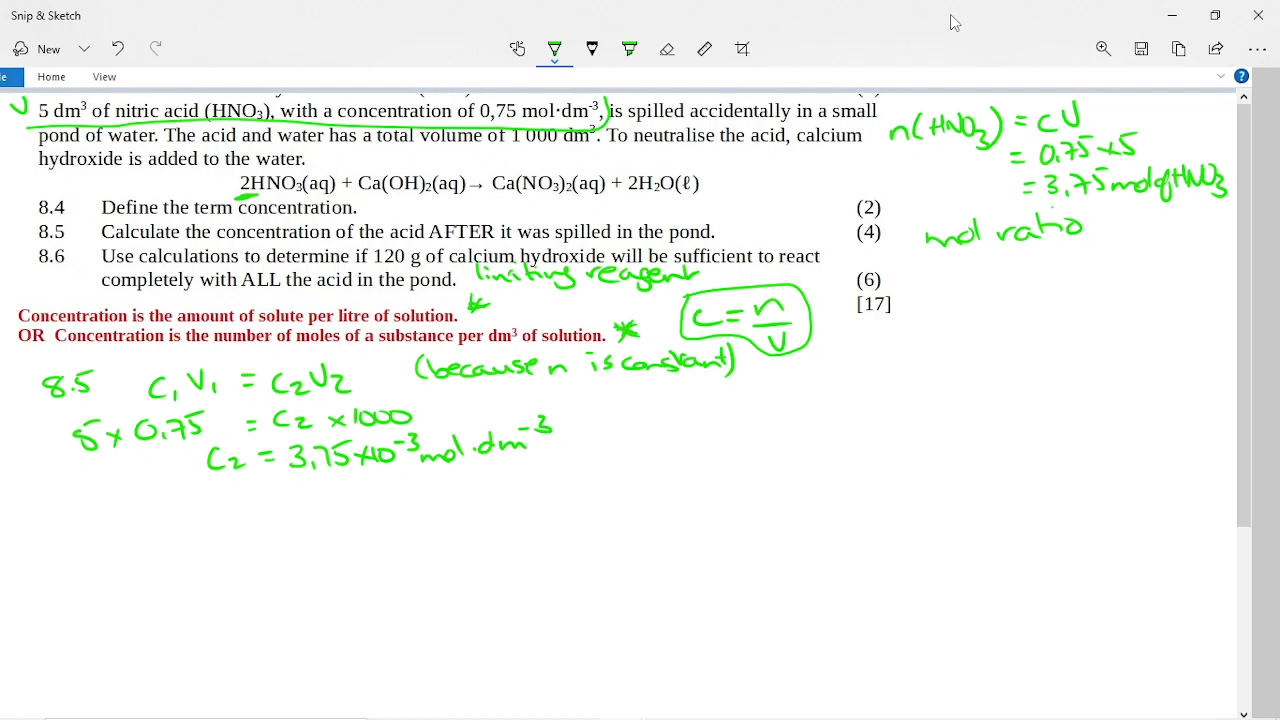 Snip & Sketch
New
Home View
5 dm³ of nitric acid (HNO₃), with a concentration of 0,75 mol·dm⁻³, is spilled accidentally in a small
pond of water. The acid and water has a total volume of 1 000 dm³. To neutralise the acid, calcium
hydroxide is added to the water.
2HNO₃(aq) + Ca(OH)₂(aq)→ Ca(NO₃)₂(aq) + 2H₂O(ℓ)
8.4 Define the term concentration. (2)
8.5 Calculate the concentration of the acid AFTER it was spilled in the pond. (4)
8.6 Use calculations to determine if 120 g of calcium hydroxide will be sufficient to react
completely with ALL the acid in the pond. (6)
limiting reagent
[17]
Concentration is the amount of solute per litre of solution.
OR Concentration is the number of moles of a substance per dm³ of solution.
c = n/V
8.5 C₁V₁ = C₂V₂ (because n is constant)
5 × 0,75 = C₂ × 1000
C₂ = 3,75×10⁻³ mol·dm⁻³
n(HNO₃) = cV
= 0,75 × 5
= 3,75 mol of HNO₃
mol ratio